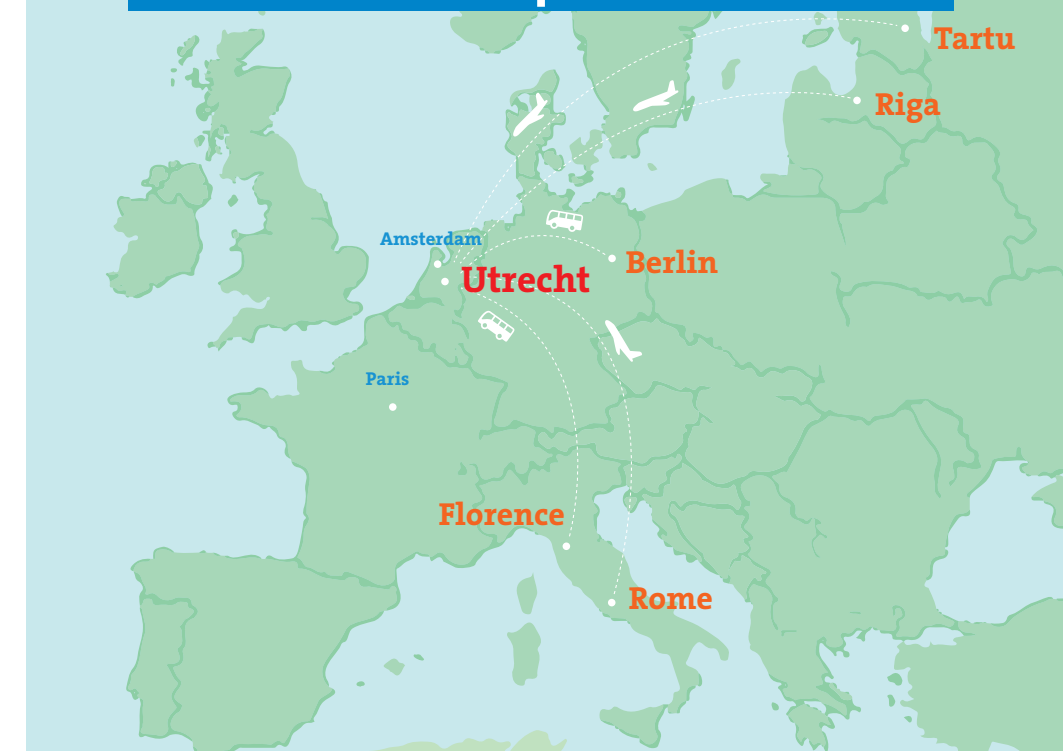 Tartu
Riga
Amsterdam
Berlin
Utrecht
Paris
Florence
Rome